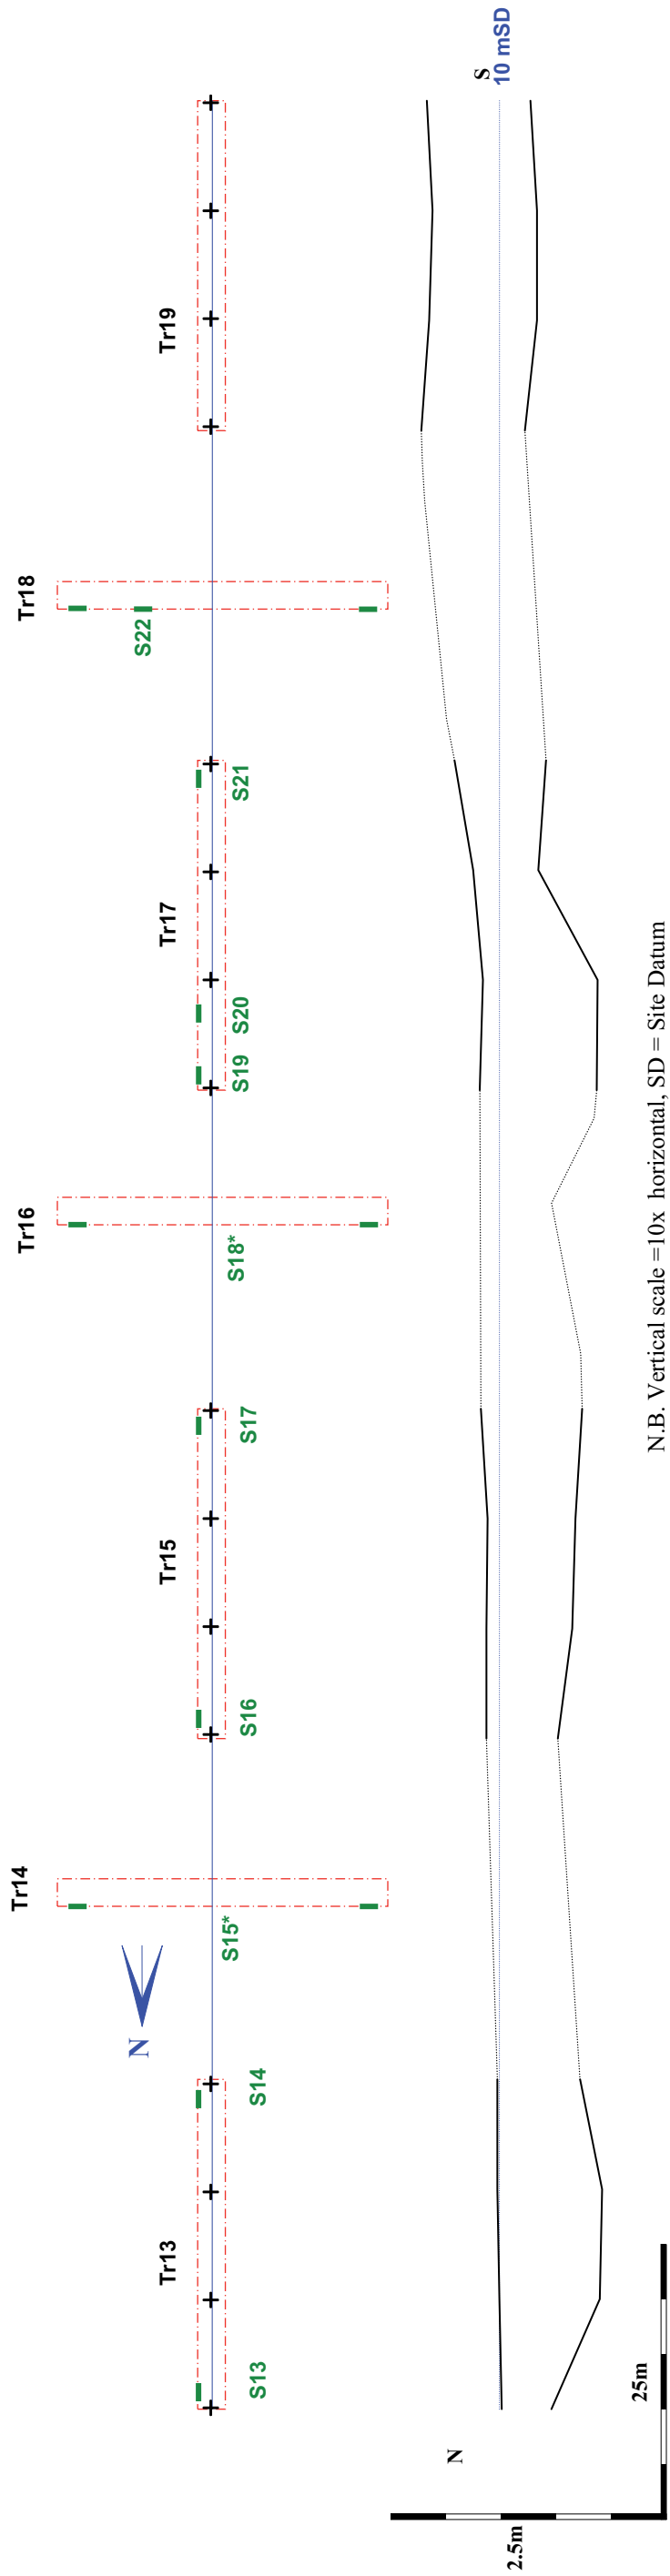 Tr14
Tr16
Tr18
Tr13
Tr15
Tr17
Tr19
N
S13
S14
S15*
S16
S17
S18*
S19
S20
S21
S22
N
S
10 mSD
2.5m
25m
N.B. Vertical scale =10x horizontal, SD = Site Datum